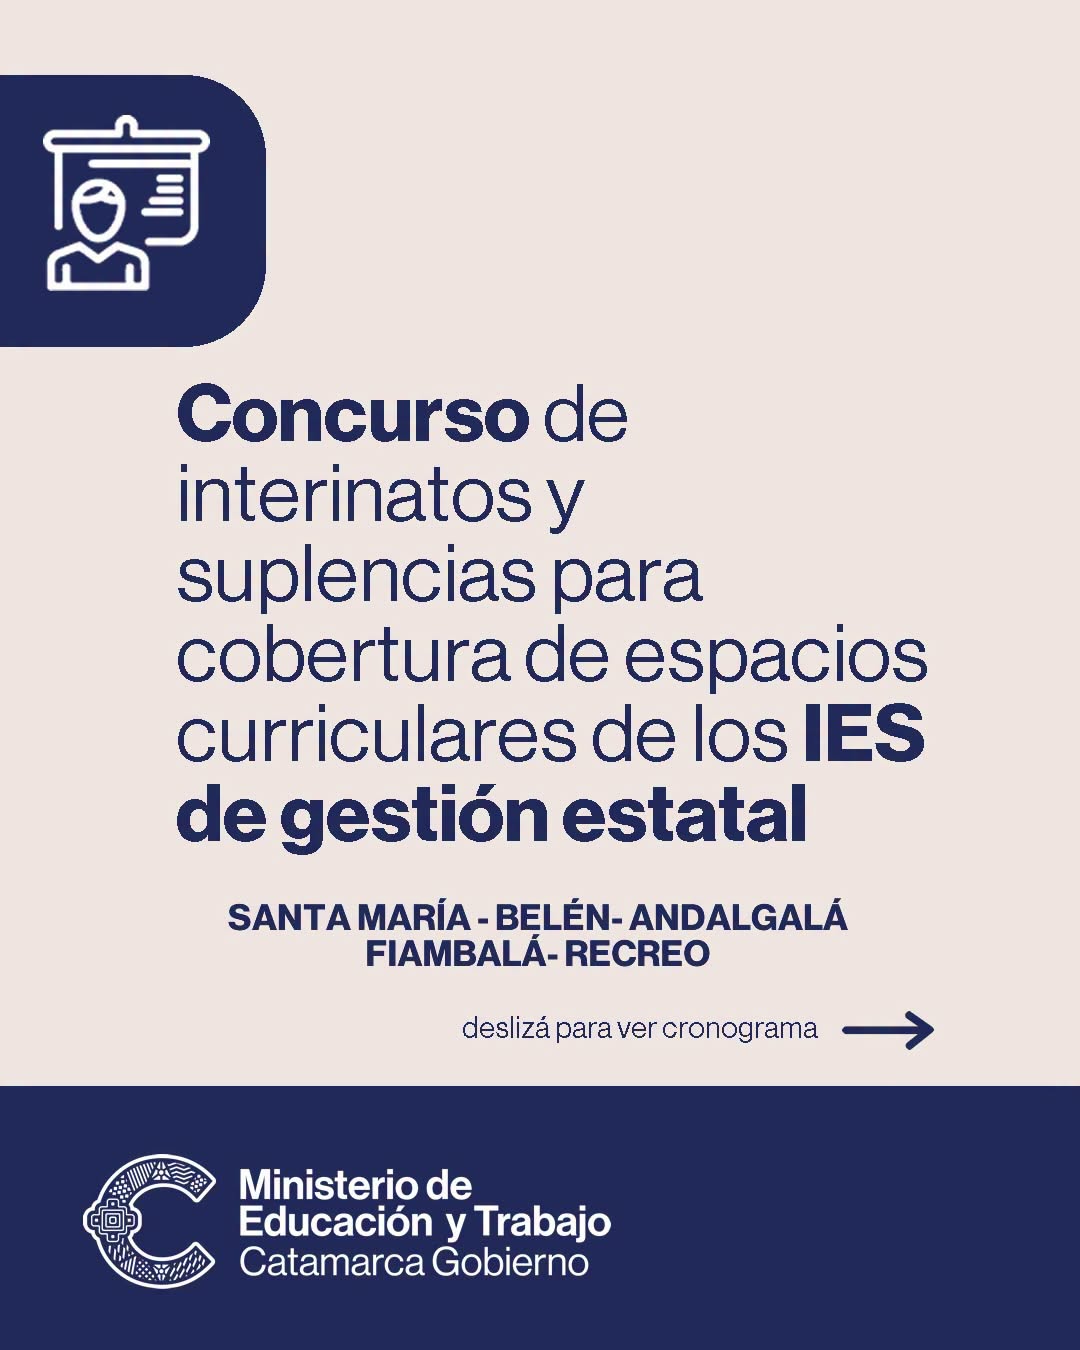 Concurso de
interinatos y
suplencias para
cobertura de espacios
curriculares de los IES
de gestión estatal
SANTA MARÍA - BELÉN- ANDALGALÁ
FIAMBALÁ- RECREO
deslizá para ver cronograma
Ministerio de
Educación y Trabajo
Catamarca Gobierno